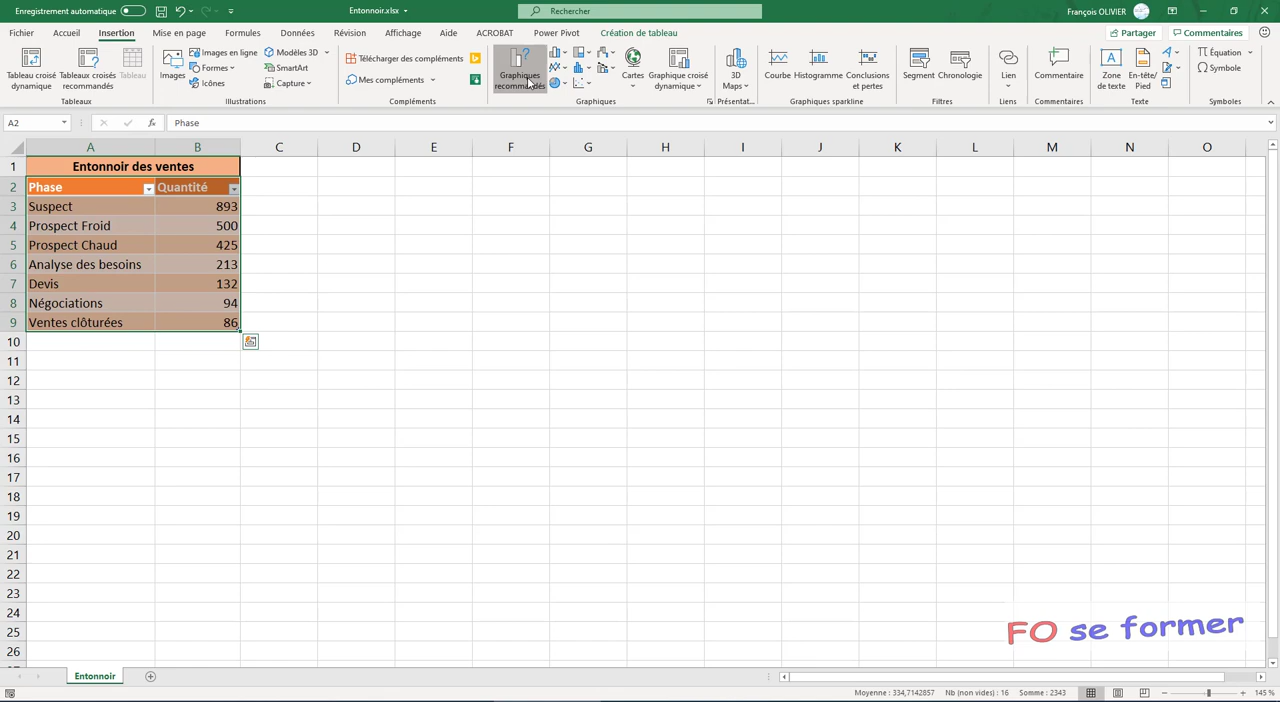 Enregistrement automatique
Entonnoir.xlsx
Rechercher
François OLIVIER
Fichier Accueil Insertion Mise en page Formules Données Révision Affichage Aide ACROBAT Power Pivot Création de tableau Partager Commentaires
Tableau croisé dynamique
Tableaux croisés recommandés
Tableau
Tableaux
Images
Images en ligne
Formes
Icônes
Modèles 3D
SmartArt
Capture
Illustrations
Télécharger des compléments
Mes compléments
Compléments
Graphiques recommandés
Cartes
Graphique croisé dynamique
Graphiques
3D Maps
Présentat...
Courbe
Histogramme
Conclusions et pertes
Graphiques sparkline
Segment
Chronologie
Filtres
Lien
Liens
Commentaire
Commentaires
Zone de texte
En-tête/ Pied
Texte
Équation
Symbole
Symboles
A2
fx
Phase
A B C D E F G H I J K L M N O
1 Entonnoir des ventes
2 Phase Quantité
3 Suspect 893
4 Prospect Froid 500
5 Prospect Chaud 425
6 Analyse des besoins 213
7 Devis 132
8 Négociations 94
9 Ventes clôturées 86
10
11
12
13
14
15
16
17
18
19
20
21
22
23
24
25
26
FO se former
Entonnoir
Moyenne : 334,7142857 Nb (non vides) : 16 Somme : 2343 145 %